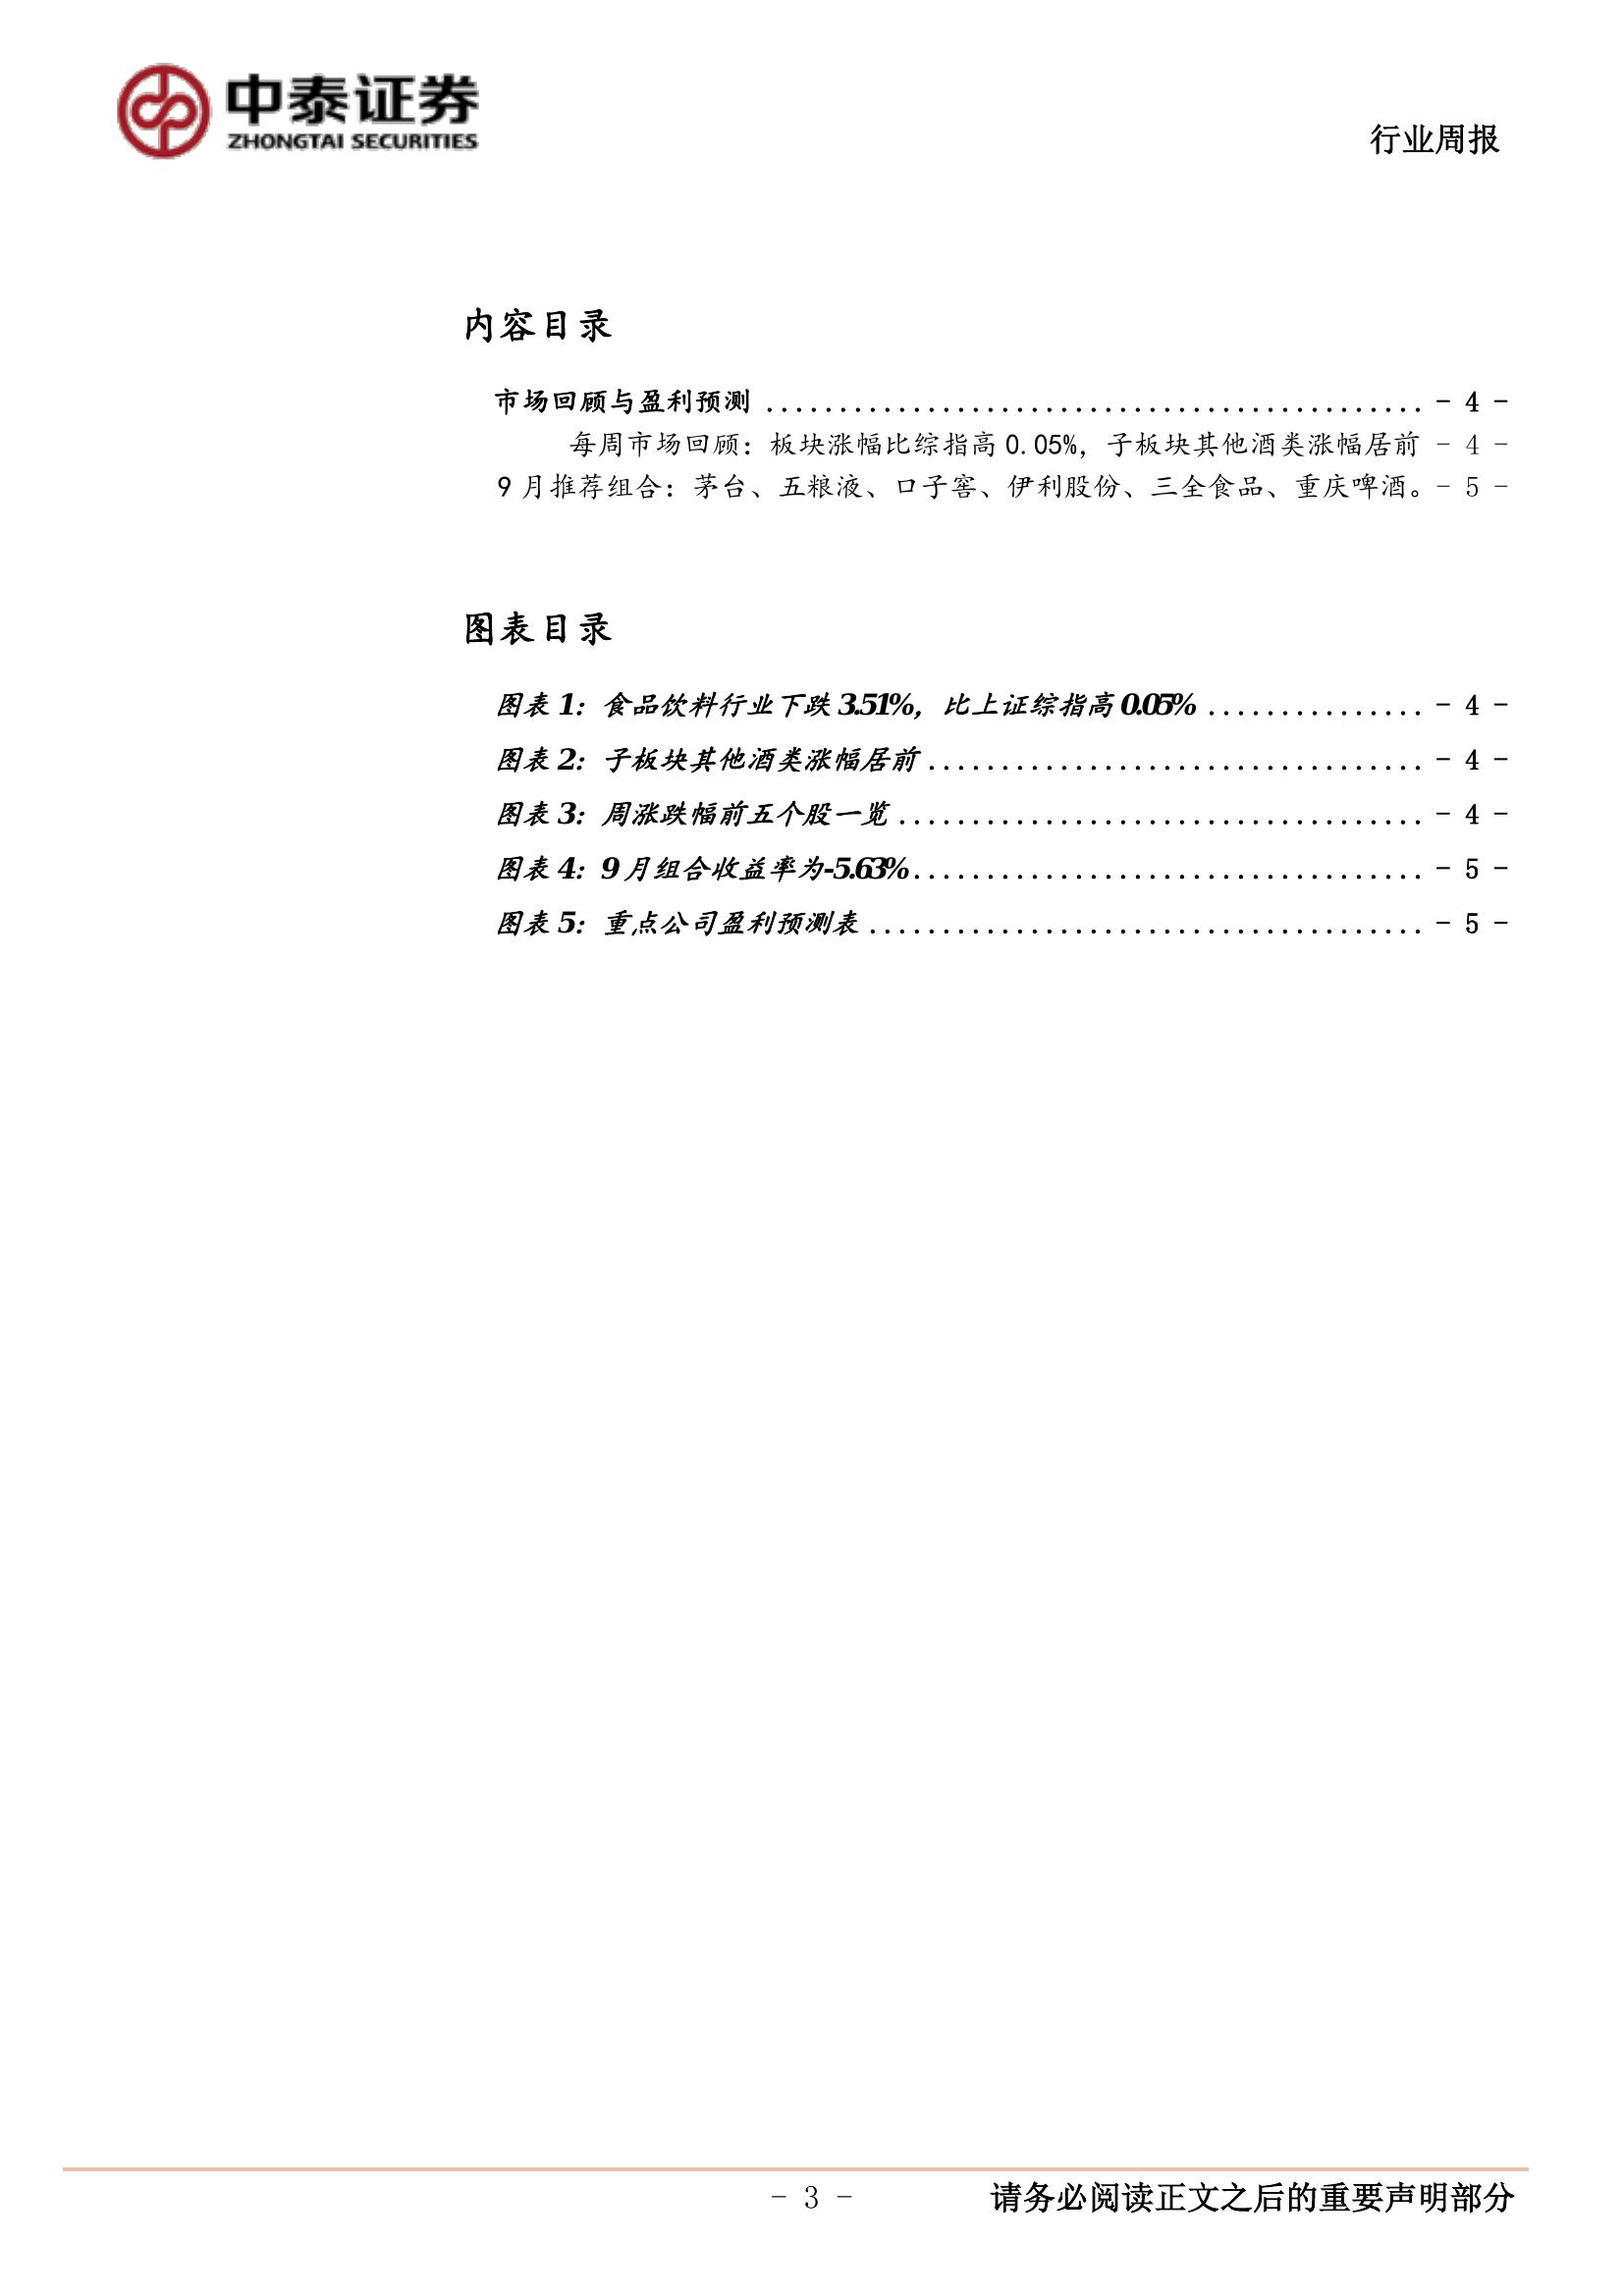 中泰证券
ZHONGTAI SECURITIES
行业周报
内容目录
市场回顾与盈利预测 ............................................. - 4 -
每周市场回顾：板块涨幅比综指高 0.05%，子板块其他酒类涨幅居前 - 4 -
9 月推荐组合：茅台、五粮液、口子窖、伊利股份、三全食品、重庆啤酒。- 5 -
图表目录
图表 1：食品饮料行业下跌 3.51%，比上证综指高 0.05% ............... - 4 -
图表 2：子板块其他酒类涨幅居前 .................................. - 4 -
图表 3：周涨跌幅前五个股一览 .................................... - 4 -
图表 4：9 月组合收益率为-5.63%................................... - 5 -
图表 5：重点公司盈利预测表 ...................................... - 5 -
- 3 -
请务必阅读正文之后的重要声明部分